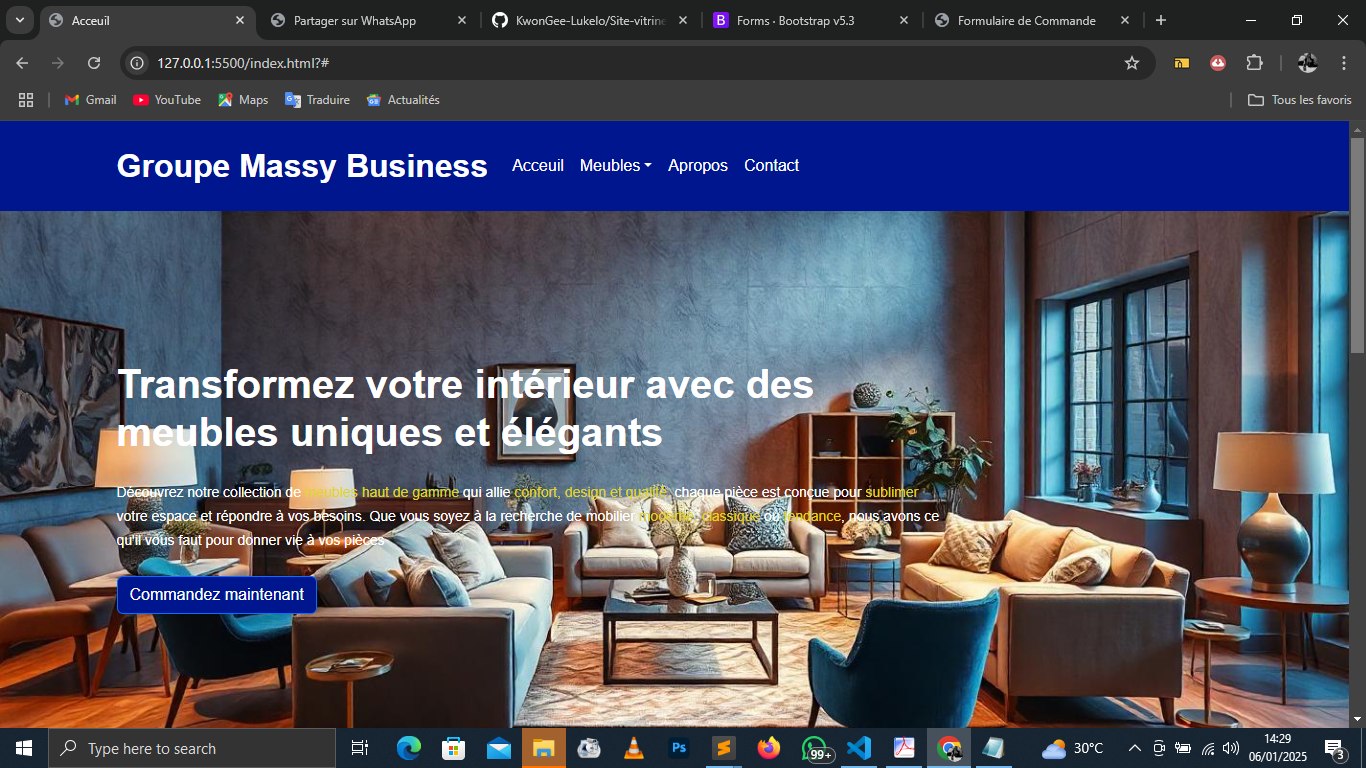 Acceuil
Partager sur WhatsApp
KwonGee-Lukelo/Site-vitrine
Forms · Bootstrap v5.3
Formulaire de Commande
127.0.0.1:5500/index.html?#
Gmail
YouTube
Maps
Traduire
Actualités
Tous les favoris
Groupe Massy Business
Acceuil
Meubles
Apropos
Contact
Transformez votre intérieur avec des
meubles uniques et élégants
Découvrez notre collection de meubles haut de gamme qui allie confort, design et qualité, chaque pièce est conçue pour sublimer
votre espace et répondre à vos besoins. Que vous soyez à la recherche de mobilier moderne, classique ou tendance, nous avons ce
qu'il vous faut pour donner vie à vos pièces
Commandez maintenant
Type here to search
Ps
99+
30°C
14:29
06/01/2025
3